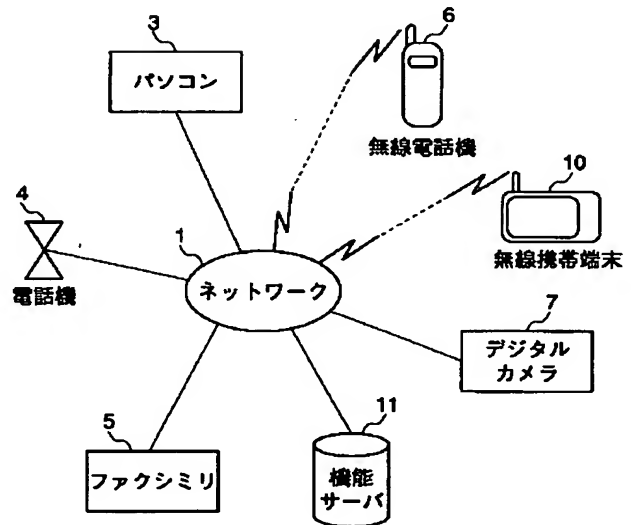 3
パソコン
6
無線電話機
10
無線携帯端末
4
電話機
1
ネットワーク
7
デジタル
カメラ
5
ファクシミリ
11
機能
サーバ